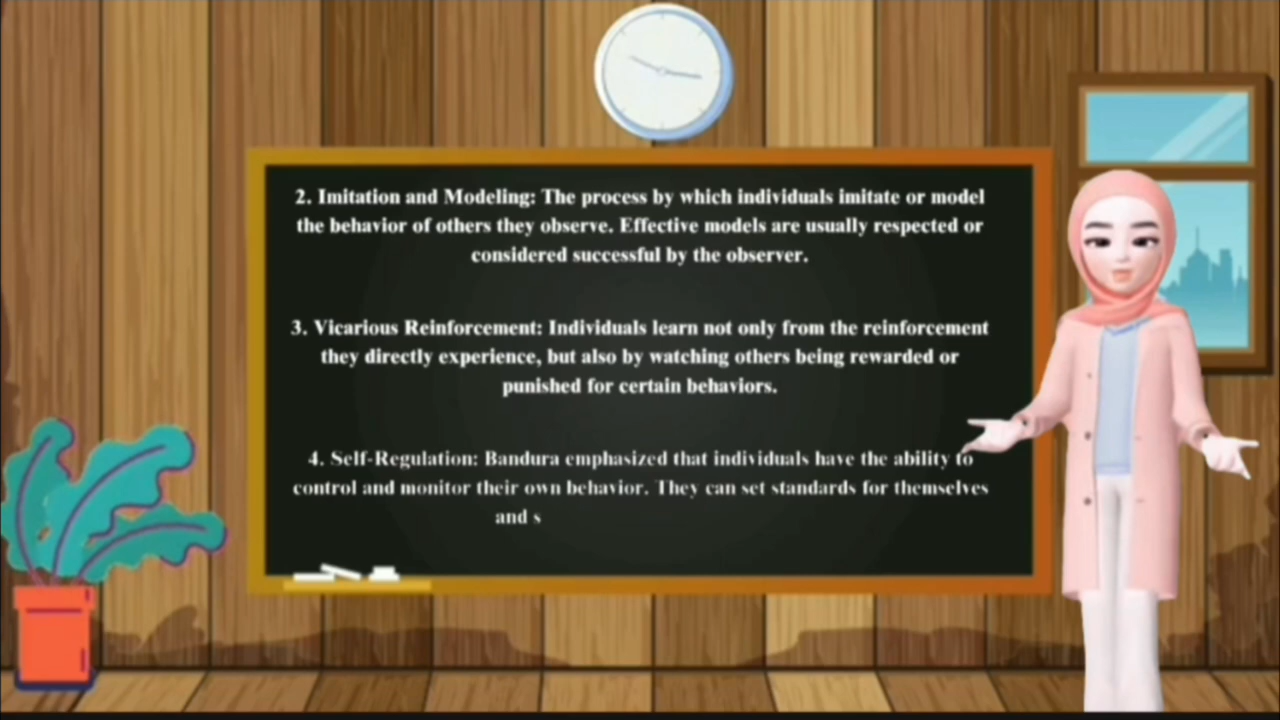 2. Imitation and Modeling: The process by which individuals imitate or model
the behavior of others they observe. Effective models are usually respected or
considered successful by the observer.
3. Vicarious Reinforcement: Individuals learn not only from the reinforcement
they directly experience, but also by watching others being rewarded or
punished for certain behaviors.
4. Self-Regulation: Bandura emphasized that individuals have the ability to
control and monitor their own behavior. They can set standards for themselves
and s